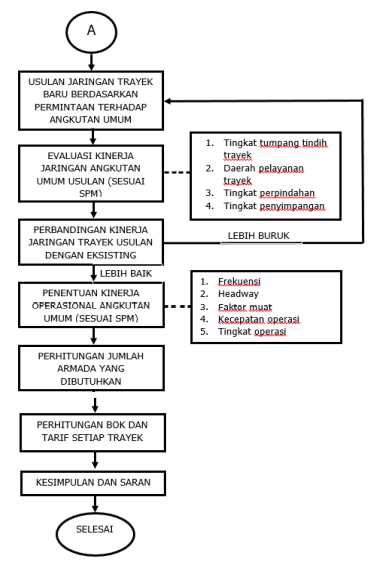 A
USULAN JARINGAN TRAYEK
BARU BERDASARKAN
PERMINTAAN TERHADAP
ANGKUTAN UMUM
EVALUASI KINERJA
JARINGAN ANGKUTAN
UMUM USULAN (SESUAI
SPM)
1. Tingkat tumpang tindih
trayek
2. Daerah pelayanan
trayek
3. Tingkat perpindahan
4. Tingkat penyimpangan
PERBANDINGAN KINERJA
JARINGAN TRAYEK USULAN
DENGAN EKSISTING
LEBIH BURUK
LEBIH BAIK
PENENTUAN KINERJA
OPERASIONAL ANGKUTAN
UMUM (SESUAI SPM)
1. Frekuensi
2. Headway
3. Faktor muat
4. Kecepatan operasi
5. Tingkat operasi
PERHITUNGAN JUMLAH
ARMADA YANG
DIBUTUHKAN
PERHITUNGAN BOK DAN
TARIF SETIAP TRAYEK
KESIMPULAN DAN SARAN
SELESAI